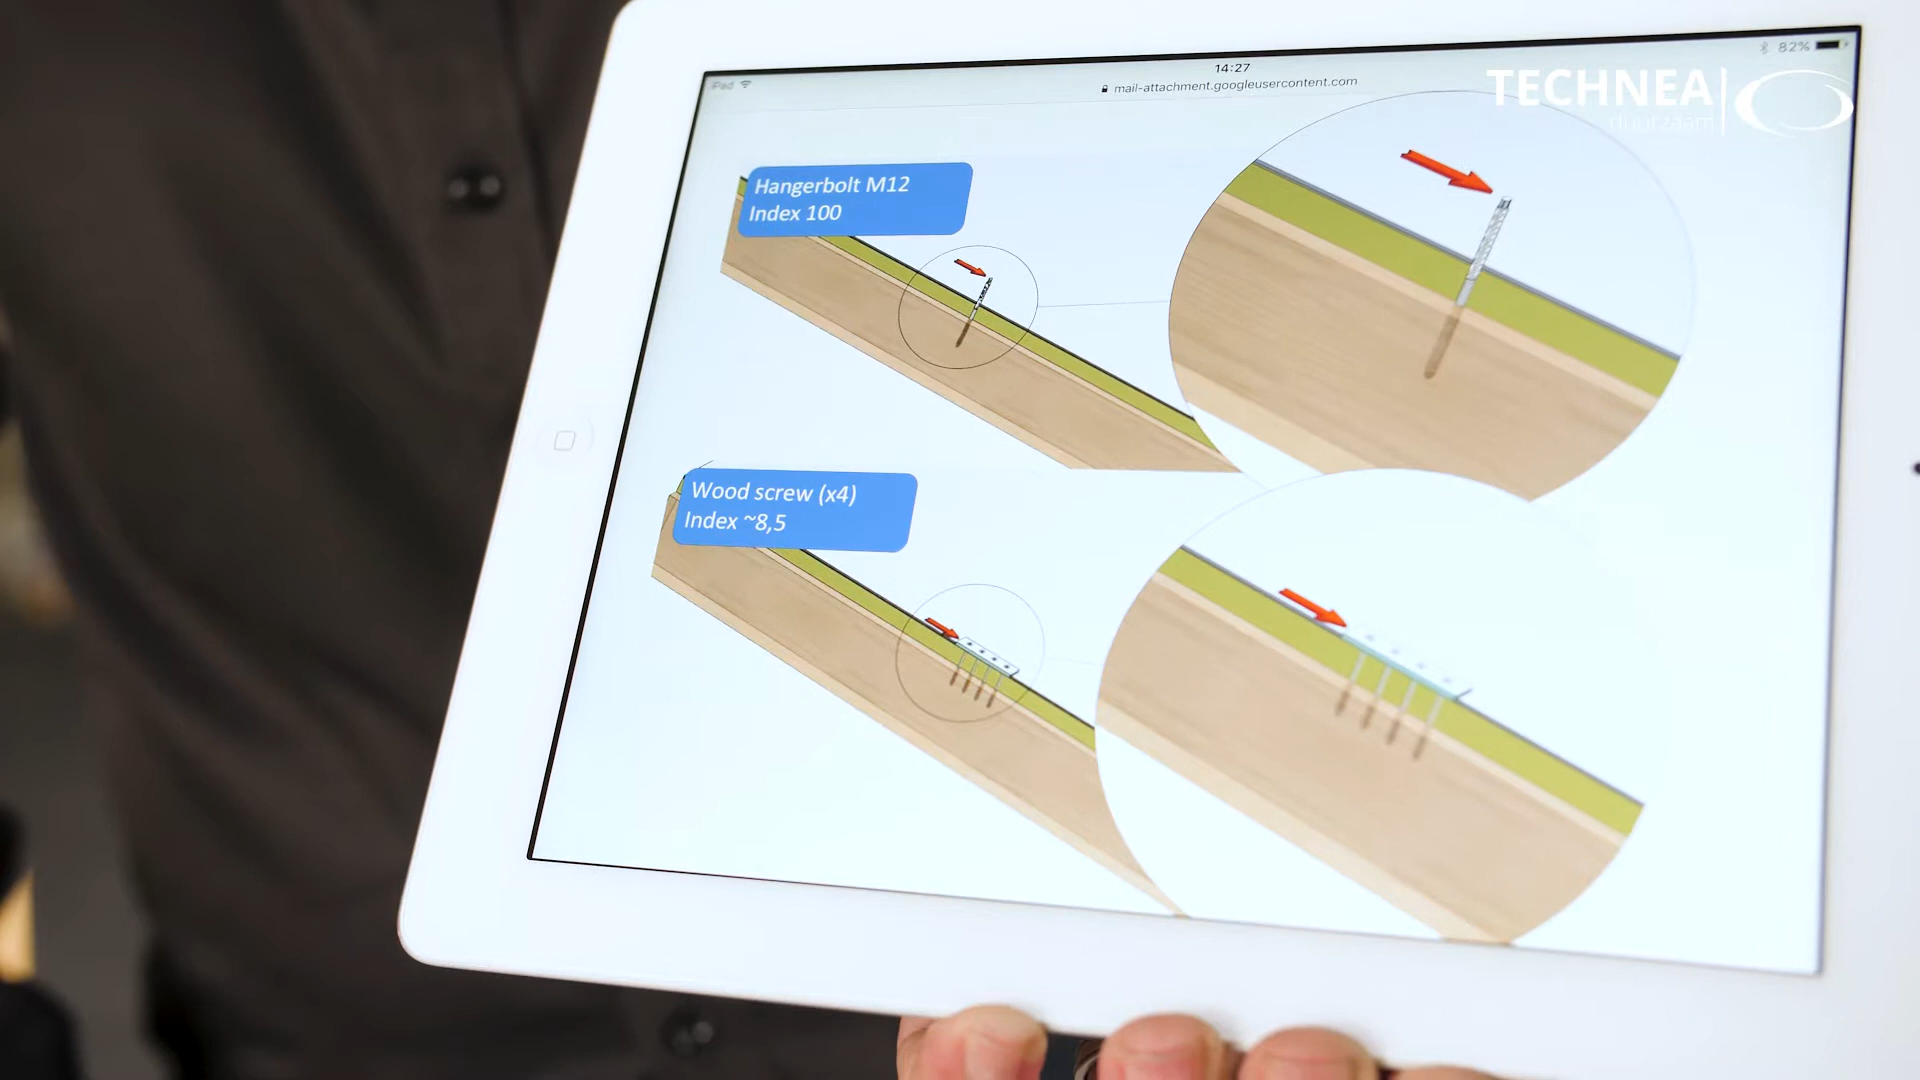 iPad
14:27
82%
mail-attachment.googleusercontent.com
TECHNEA
duurzaam
Hangerbolt M12
Index 100
Wood screw (x4)
Index ~8,5